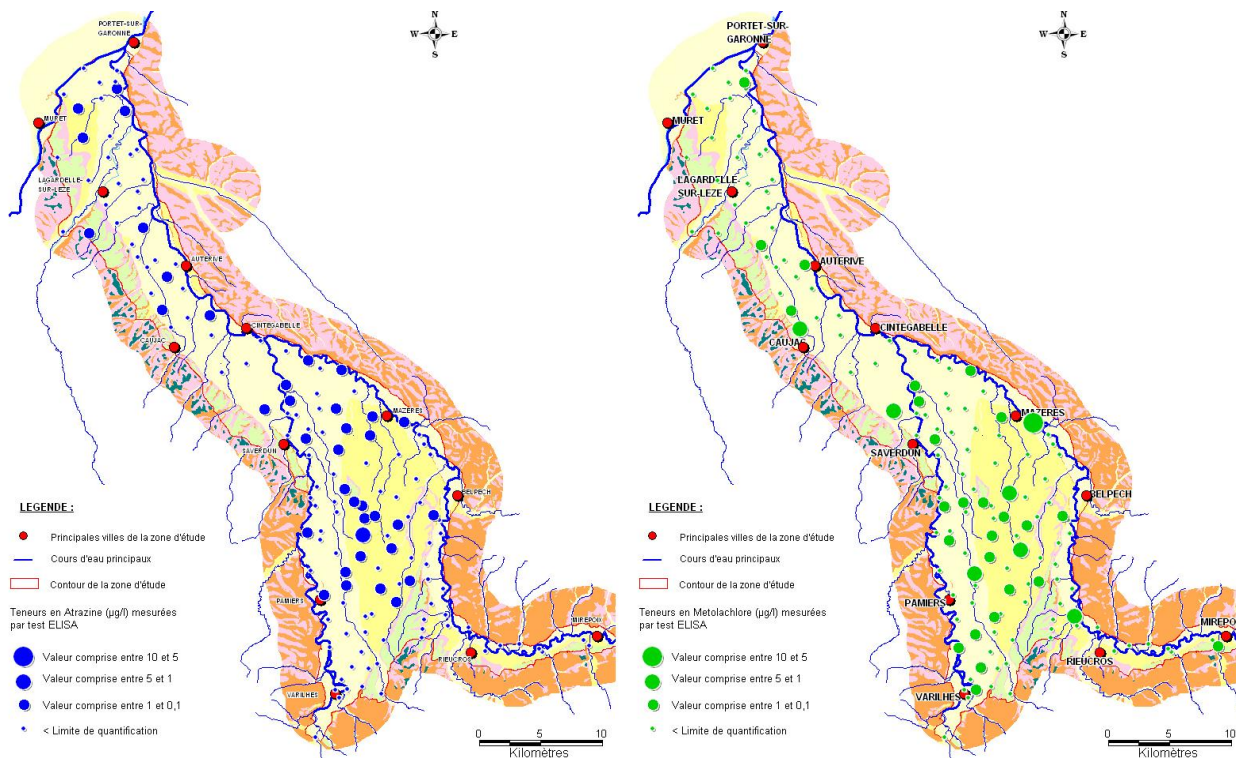 PORTET-SUR-
GARONNE
N
W E
S
MURET
LAGARDELLE-
SUR-LEZE
AUTERIVE
CINTEGABELLE
CAUJAC
MAZERES
SAVERDUN
BELPECH
PAMIERS
MIREPOIX
RIEUCROS
VARILHES
LEGENDE :
Principales villes de la zone d'étude
Cours d'eau principaux
Contour de la zone d'étude
Teneurs en Atrazine (µg/l) mesurées
par test ELISA
Valeur comprise entre 10 et 5
Valeur comprise entre 5 et 1
Valeur comprise entre 1 et 0,1
< Limite de quantification
0 5 10
Kilomètres
PORTET-SUR-
GARONNE
N
W E
S
MURET
LAGARDELLE-
SUR-LEZE
AUTERIVE
CINTEGABELLE
CAUJAC
MAZERES
SAVERDUN
BELPECH
PAMIERS
MIREPO
RIEUCROS
VARILHES
LEGENDE :
Principales villes de la zone d'étude
Cours d'eau principaux
Contour de la zone d'étude
Teneurs en Metolachlore (µg/l) mesurées
par test ELISA
Valeur comprise entre 10 et 5
Valeur comprise entre 5 et 1
Valeur comprise entre 1 et 0,1
< Limite de quantification
0 5 10
Kilomètres